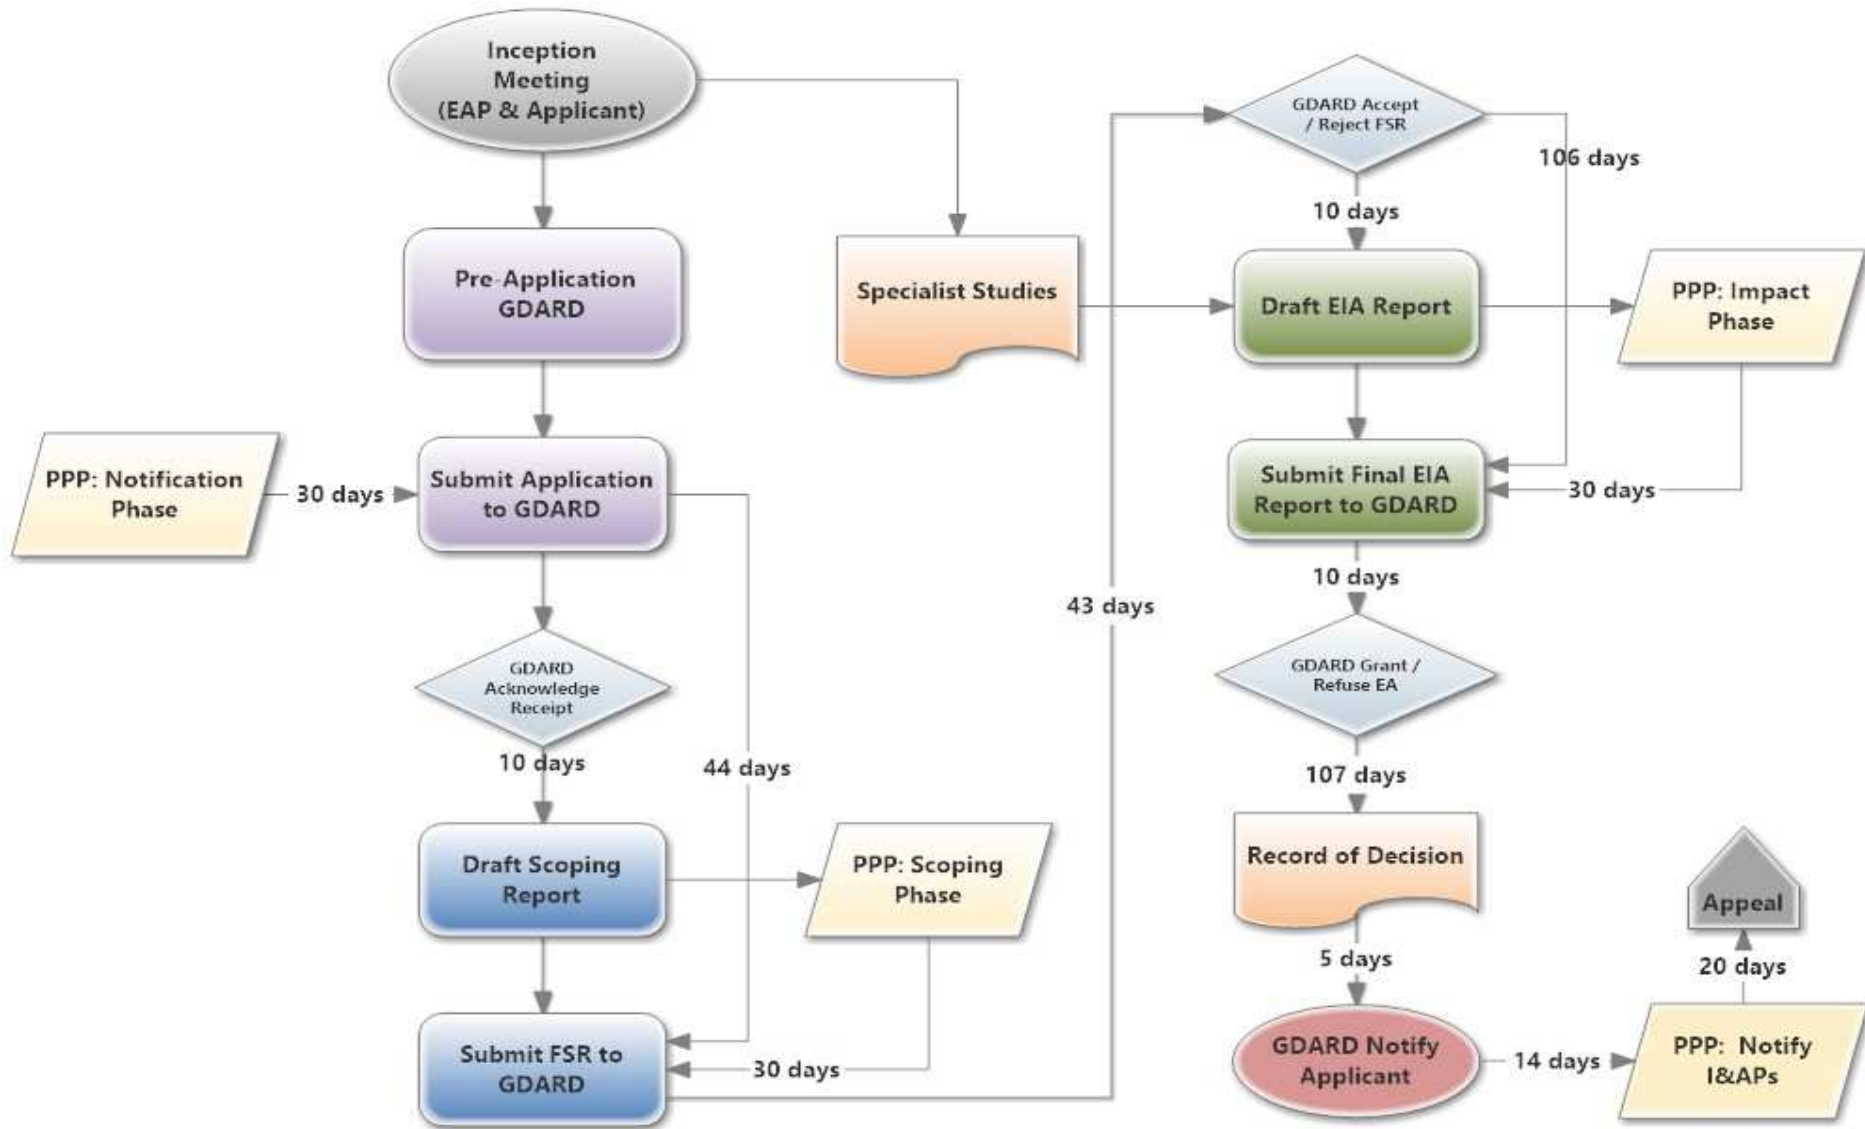 Inception
Meeting
(EAP & Applicant)
Pre-Application
GDARD
PPP: Notification
Phase
30 days
Submit Application
to GDARD
GDARD
Acknowledge
Receipt
10 days
44 days
Draft Scoping
Report
PPP: Scoping
Phase
Submit FSR to
GDARD
30 days
43 days
Specialist Studies
GDARD Accept
/ Reject FSR
106 days
10 days
Draft EIA Report
PPP: Impact
Phase
Submit Final EIA
Report to GDARD
30 days
10 days
GDARD Grant /
Refuse EA
107 days
Record of Decision
5 days
GDARD Notify
Applicant
14 days
PPP:  Notify
I&APs
20 days
Appeal